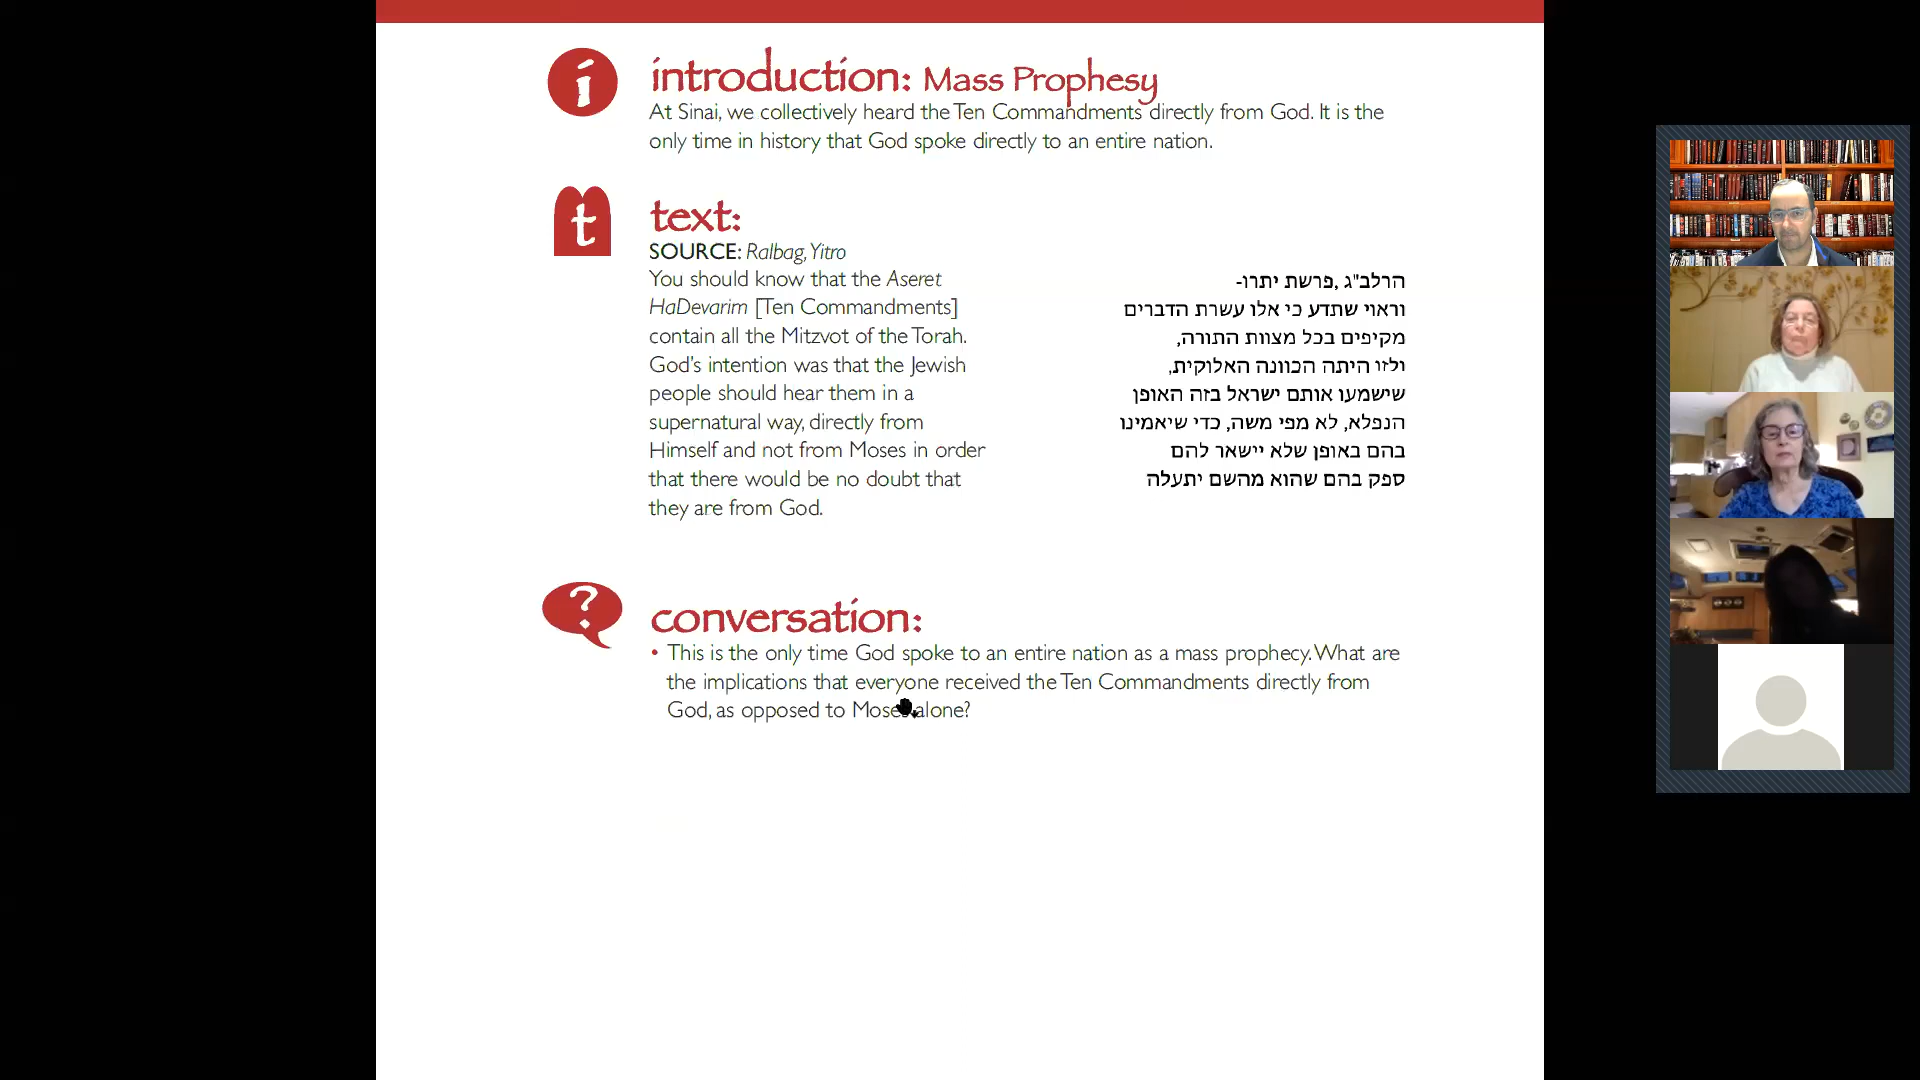 i
introduction: Mass Prophesy
At Sinai, we collectively heard the Ten Commandments directly from God. It is the
only time in history that God spoke directly to an entire nation.
t
text:
SOURCE: Ralbag, Yitro
You should know that the Aseret
HaDevarim [Ten Commandments]
contain all the Mitzvot of the Torah.
God's intention was that the Jewish
people should hear them in a
supernatural way, directly from
Himself and not from Moses in order
that there would be no doubt that
they are from God.
הרלב"ג ,פרשת יתרו-
וראוי שתדע כי אלו עשרת הדברים
מקיפים בכל מצוות התורה,
ולזו היתה הכוונה האלוקית,
שישמעו אותם ישראל בזה האופן
הנפלא, לא מפי משה, כדי שיאמינו
בהם באופן שלא יישאר להם
ספק בהם שהוא מהשם יתעלה
?
conversation:
• This is the only time God spoke to an entire nation as a mass prophecy. What are
the implications that everyone received the Ten Commandments directly from
God, as opposed to Moses alone?